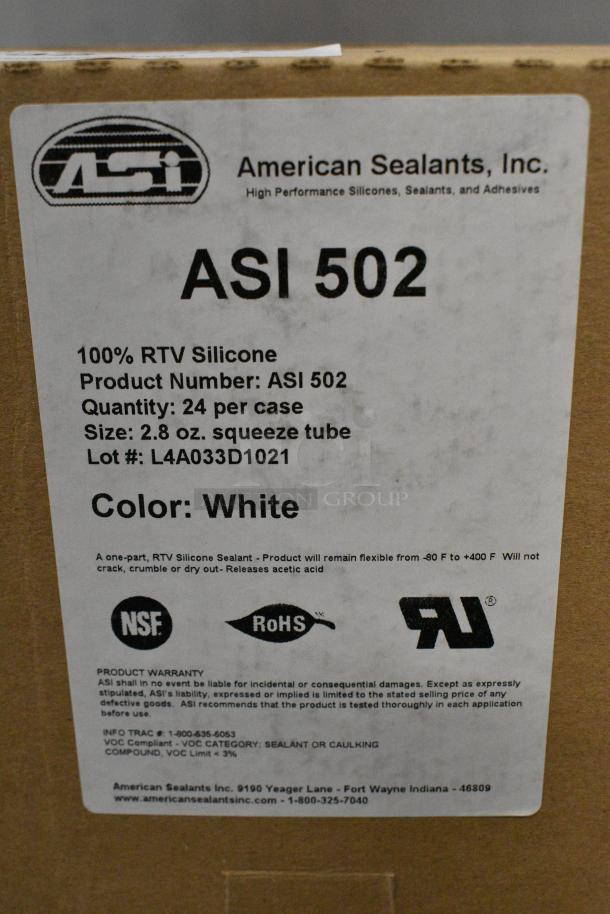 ASi
American Sealants, Inc.
High Performance Silicones, Sealants, and Adhesives
ASI 502
100% RTV Silicone
Product Number: ASI 502
Quantity: 24 per case
Size: 2.8 oz. squeeze tube
Lot #: L4A033D1021
Color: White
GROUP
A one-part, RTV Silicone Sealant - Product will remain flexible from -80 F to +400 F Will not
crack, crumble or dry out- Releases acetic acid
NSF
RoHS
RU®
PRODUCT WARRANTY
ASI shall in no event be liable for incidental or consequential damages. Except as expressly
stipulated, ASI's liability, expressed or implied is limited to the stated selling price of any
defective goods. ASI recommends that the product is tested thoroughly in each application
before use.
INFO TRAC #: 1-800-535-5053
VOC Compliant - VOC CATEGORY: SEALANT OR CAULKING
COMPOUND, VOC Limit < 3%
American Sealants Inc. 9190 Yeager Lane - Fort Wayne Indiana - 46809
www.americansealantsinc.com - 1-800-325-7040